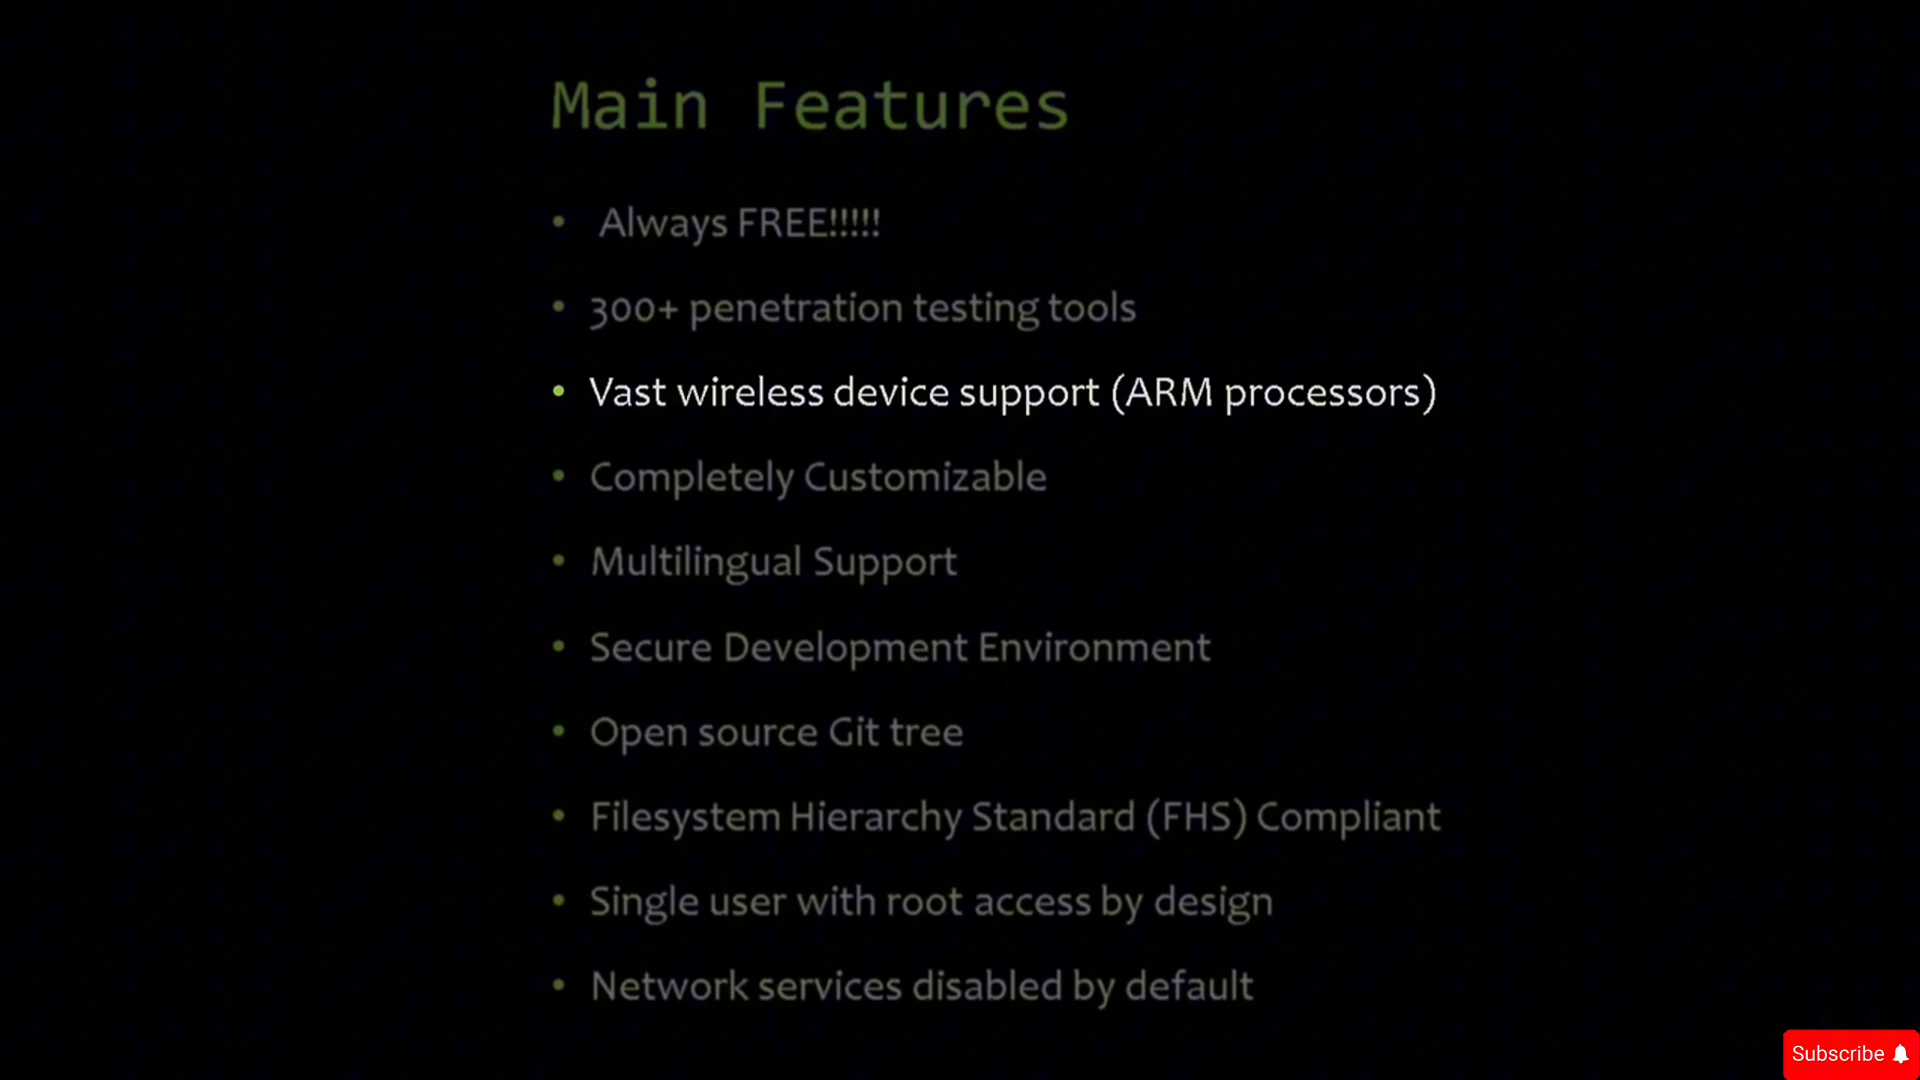 Main Features
• Always FREE!!!!!
• 300+ penetration testing tools
• Vast wireless device support (ARM processors)
• Completely Customizable
• Multilingual Support
• Secure Development Environment
• Open source Git tree
• Filesystem Hierarchy Standard (FHS) Compliant
• Single user with root access by design
• Network services disabled by default
Subscribe